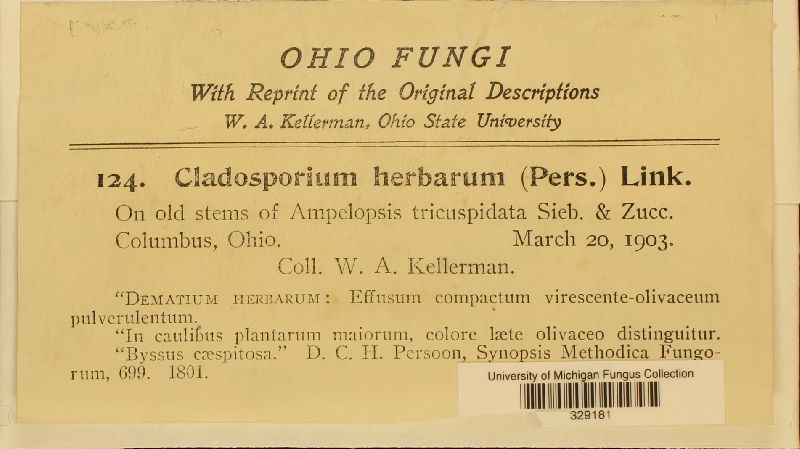 OHIO FUNGI
With Reprint of the Original Descriptions
W. A. Kellerman, Ohio State University
124. Cladosporium herbarum (Pers.) Link.
On old stems of Ampelopsis tricuspidata Sieb. & Zucc.
Columbus, Ohio. March 20, 1903.
Coll. W. A. Kellerman.
"DEMATIUM HERBARUM: Effusum compactum virescente-olivaceum
pulverulentum.
"In caulibus plantarum maiorum, colore læte olivaceo distinguitur.
"Byssus cæspitosa." D. C. H. Persoon, Synopsis Methodica Fungo-
rum, 699. 1801.
University of Michigan Fungus Collection
329181